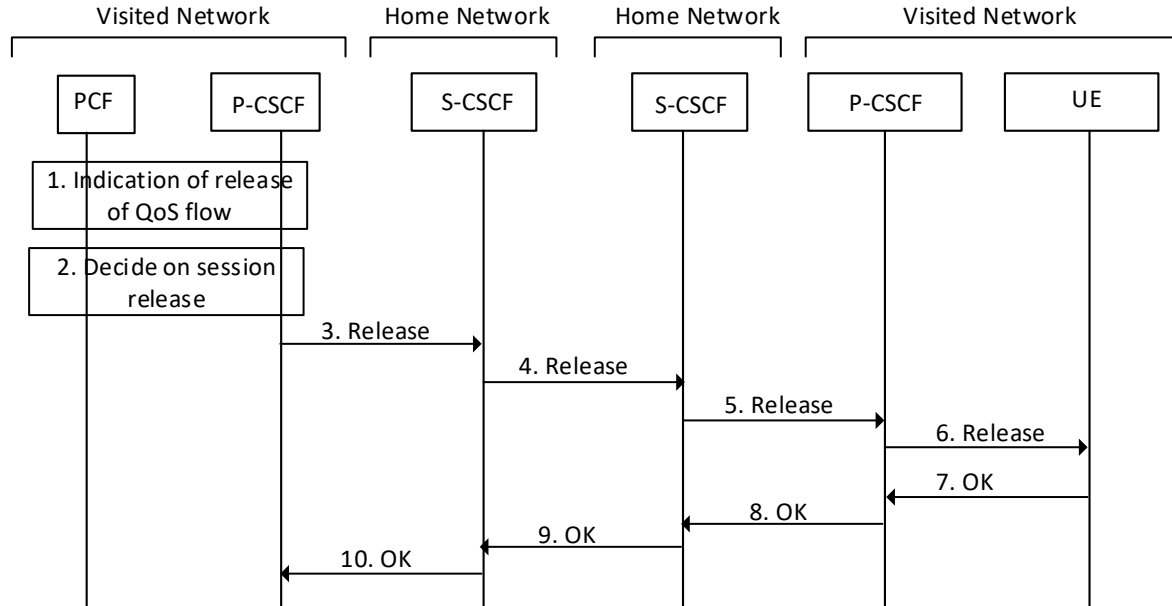 Visited Network
Home Network
Home Network
Visited Network
PCF
P-CSCF
S-CSCF
S-CSCF
P-CSCF
UE
1. Indication of release
of QoS flow
2. Decide on session
release
3. Release
4. Release
5. Release
6. Release
7. OK
8. OK
9. OK
10. OK